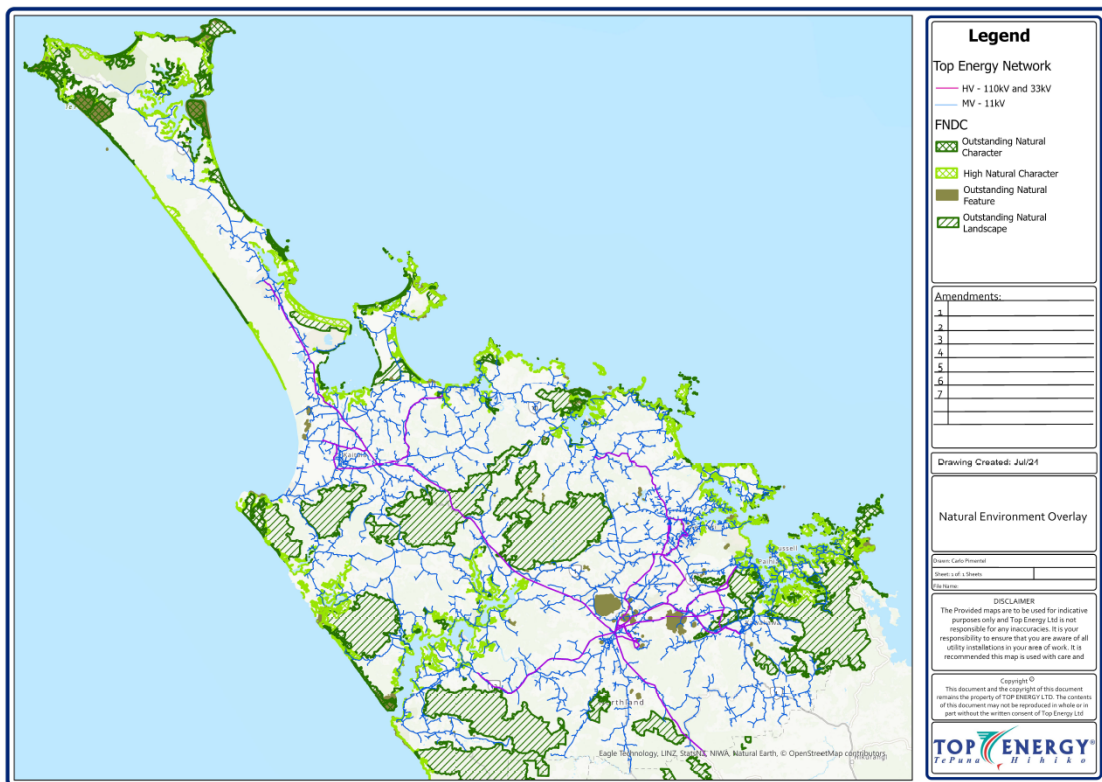 Legend
Top Energy Network
HV - 110kV and 33kV
MV - 11kV
FNDC
Outstanding Natural
Character
High Natural Character
Outstanding Natural
Feature
Outstanding Natural
Landscape
Amendments:
1
2
3
4
5
6
7
Drawing Created: Jul/24
Natural Environment Overlay
Drawn: Carlo Pimentel
Sheet: 1 of: 1 Sheets
File Name:
DISCLAIMER
The Provided maps are to be used for indicative
purposes only and Top Energy Ltd is not
responsible for any inaccuracies. It is your
responsibility to ensure that you are aware of all
utility installations in your area of work. It is
recommended this map is used with care and
Copyright ©
This document and the copyright of this document
remains the property of TOP ENERGY LTD. The contents
of this document may not be reproduced in whole or in
part without the written consent of Top Energy Ltd
TOP ENERGY®
Te Puna Hihiko
Eagle Technology, LINZ, StatsNZ, NIWA, Natural Earth, © OpenStreetMap contributors.